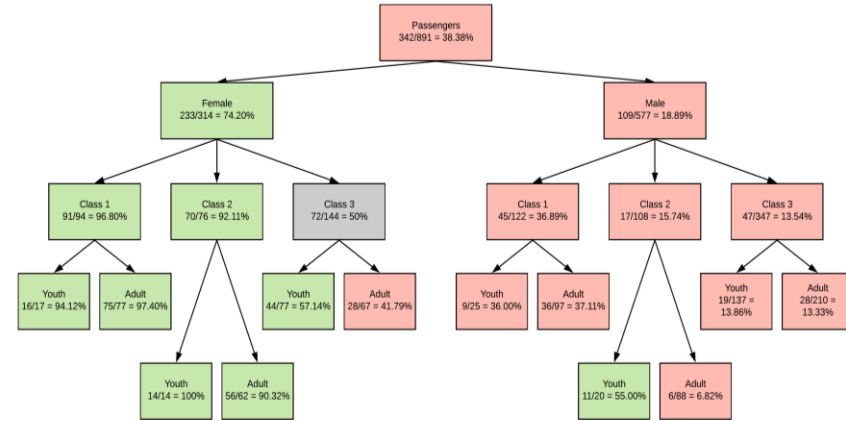 Passengers
342/891 = 38.38%
Female
233/314 = 74.20%
Male
109/577 = 18.89%
Class 1
91/94 = 96.80%
Class 2
70/76 = 92.11%
Class 3
72/144 = 50%
Class 1
45/122 = 36.89%
Class 2
17/108 = 15.74%
Class 3
47/347 = 13.54%
Youth
16/17 = 94.12%
Adult
75/77 = 97.40%
Youth
44/77 = 57.14%
Adult
28/67 = 41.79%
Youth
9/25 = 36.00%
Adult
36/97 = 37.11%
Youth
19/137 =
13.86%
Adult
28/210 =
13.33%
Youth
14/14 = 100%
Adult
56/62 = 90.32%
Youth
11/20 = 55.00%
Adult
6/88 = 6.82%